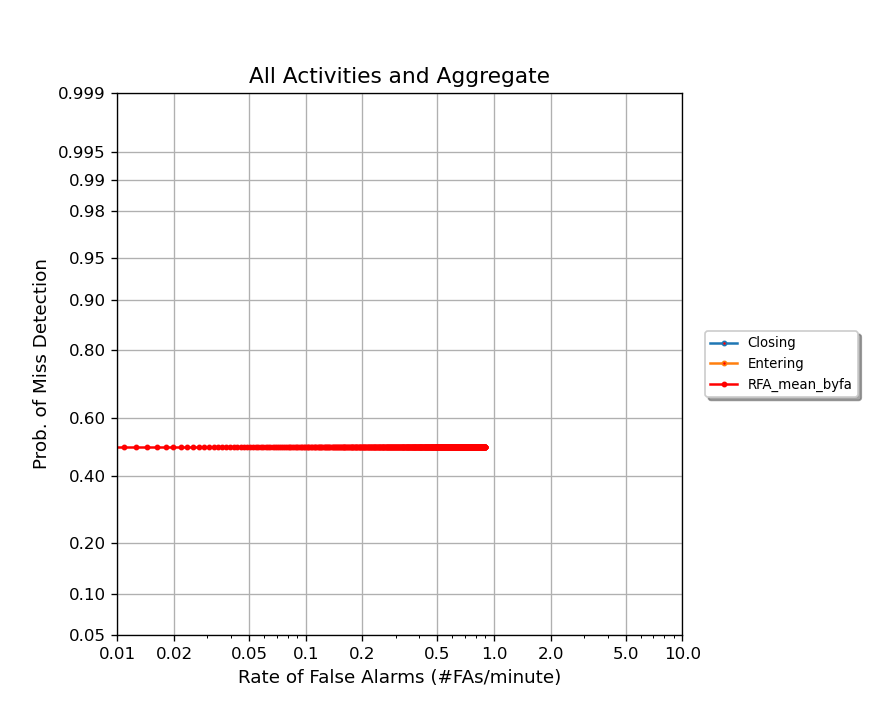 All Activities and Aggregate
0.999
0.995
0.99
0.98
0.95
0.90
0.80
0.60
0.40
0.20
0.10
0.05
Prob. of Miss Detection
0.01 0.02 0.05 0.1 0.2 0.5 1.0 2.0 5.0 10.0
Rate of False Alarms (#FAs/minute)
Closing
Entering
RFA_mean_byfa